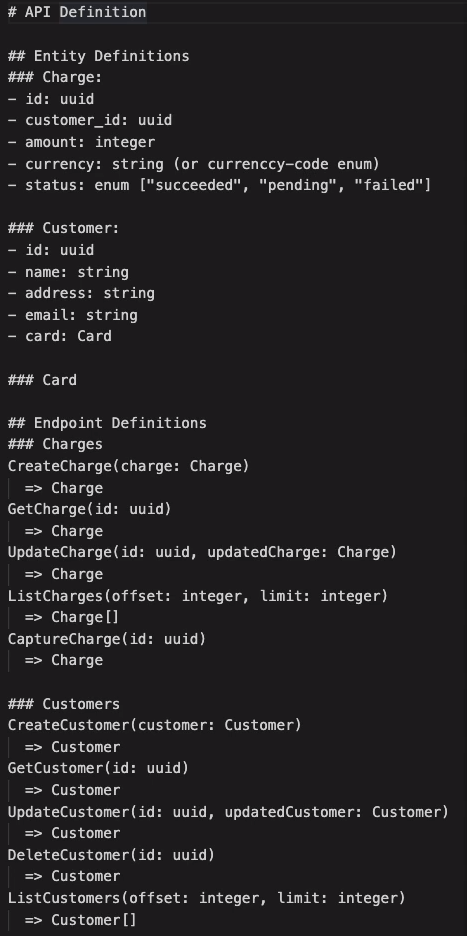 # API Definition
## Entity Definitions
### Charge:
- id: uuid
- customer_id: uuid
- amount: integer
- currency: string (or currenccy-code enum)
- status: enum ["succeeded", "pending", "failed"]
### Customer:
- id: uuid
- name: string
- address: string
- email: string
- card: Card
### Card
## Endpoint Definitions
### Charges
CreateCharge(charge: Charge)
=> Charge
GetCharge(id: uuid)
=> Charge
UpdateCharge(id: uuid, updatedCharge: Charge)
=> Charge
ListCharges(offset: integer, limit: integer)
=> Charge[]
CaptureCharge(id: uuid)
=> Charge
### Customers
CreateCustomer(customer: Customer)
=> Customer
GetCustomer(id: uuid)
=> Customer
UpdateCustomer(id: uuid, updatedCustomer: Customer)
=> Customer
DeleteCustomer(id: uuid)
=> Customer
ListCustomers(offset: integer, limit: integer)
=> Customer[]